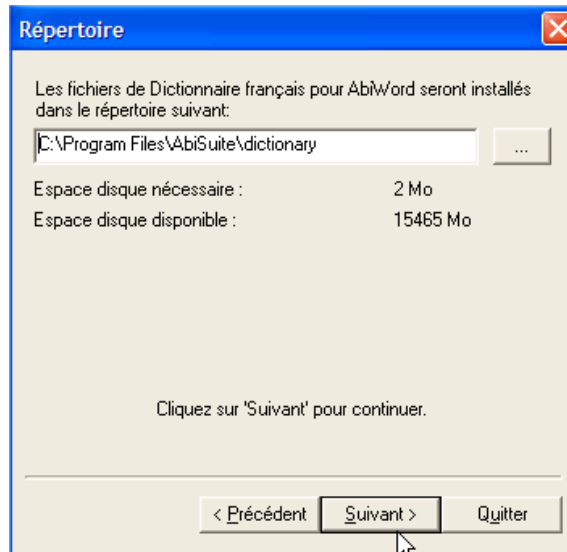 Répertoire
Les fichiers de Dictionnaire français pour AbiWord seront installés
dans le répertoire suivant:
C:\Program Files\AbiSuite\dictionary
...
Espace disque nécessaire : 2 Mo
Espace disque disponible : 15465 Mo
Cliquez sur 'Suivant' pour continuer.
< Précédent Suivant > Quitter